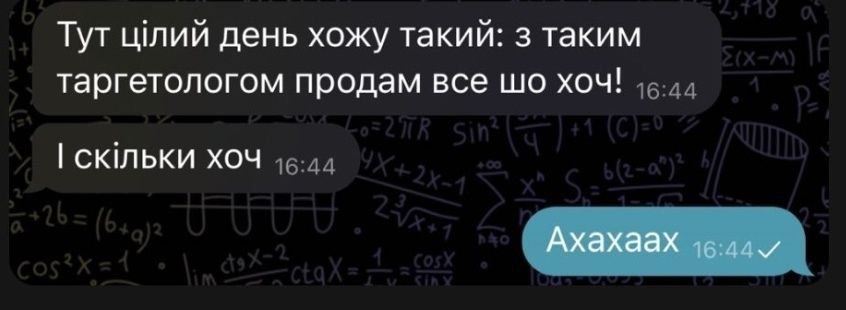 Тут цілий день хожу такий: з таким
таргетологом продам все шо хоч! 16:44
І скільки хоч 16:44
Ахахаах 16:44